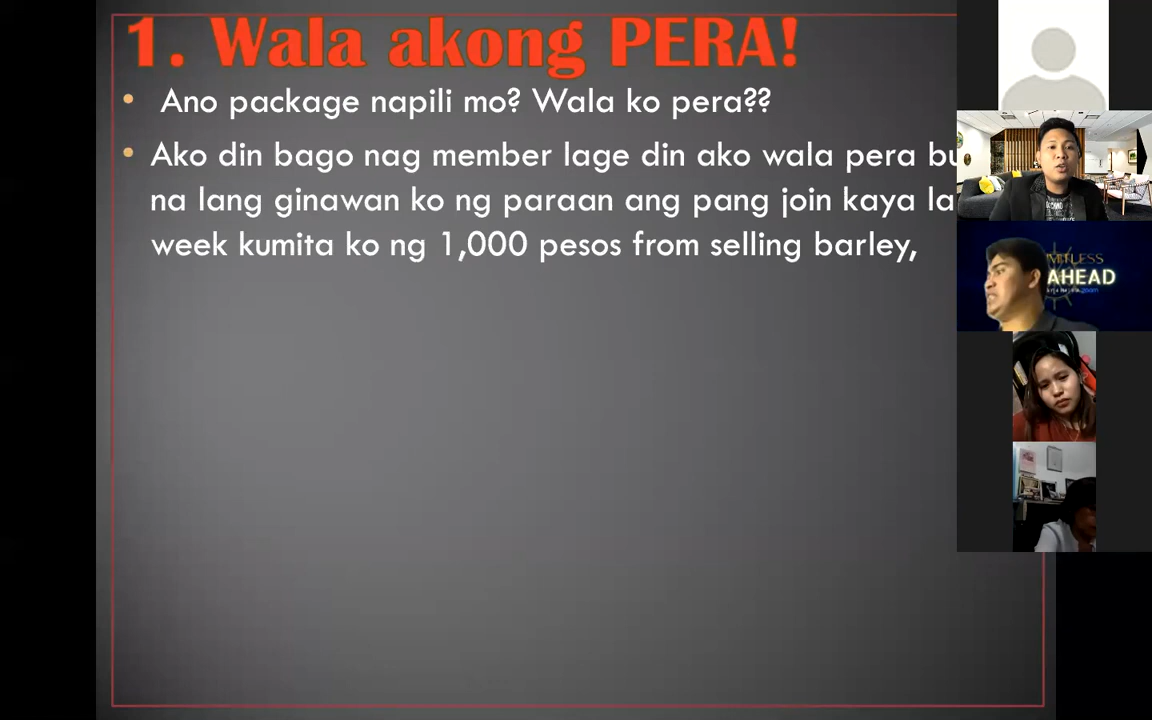 1. Wala akong PERA!
Ano package napili mo? Wala ko pera??
Ako din bago nag member lage din ako wala pera
na lang ginawan ko ng paraan ang pang join kaya
week kumita ko ng 1,000 pesos from selling barley,
AHEAD